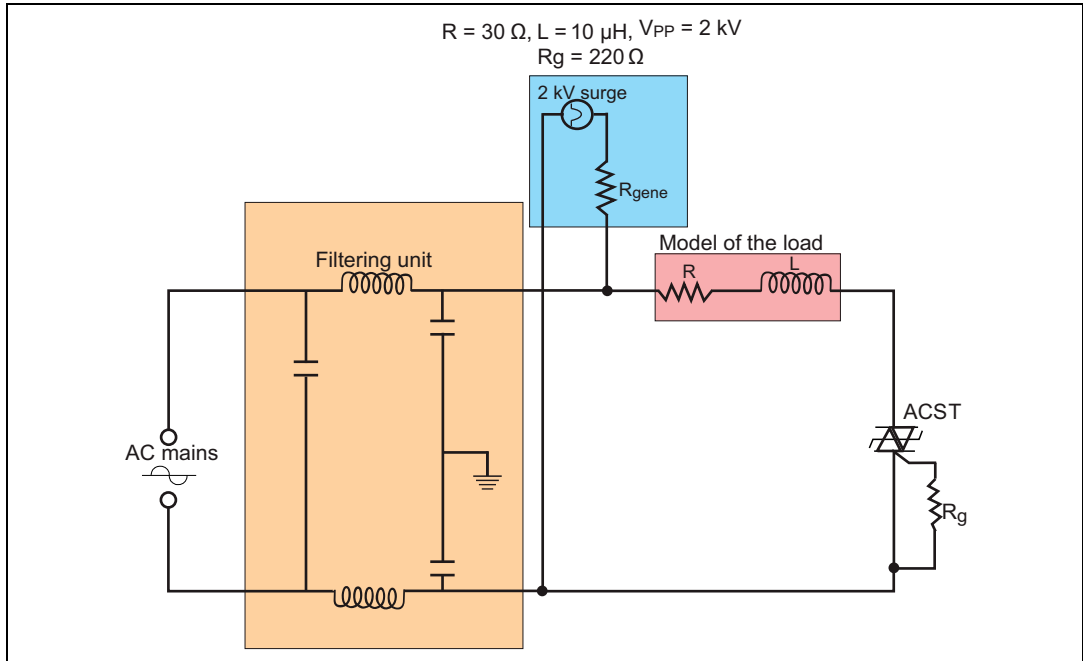 R = 30 Ω, L = 10 µH, VPP = 2 kV
Rg = 220 Ω
2 kV surge
Rgene
Model of the load
R
L
Filtering unit
AC mains
ACST
Rg